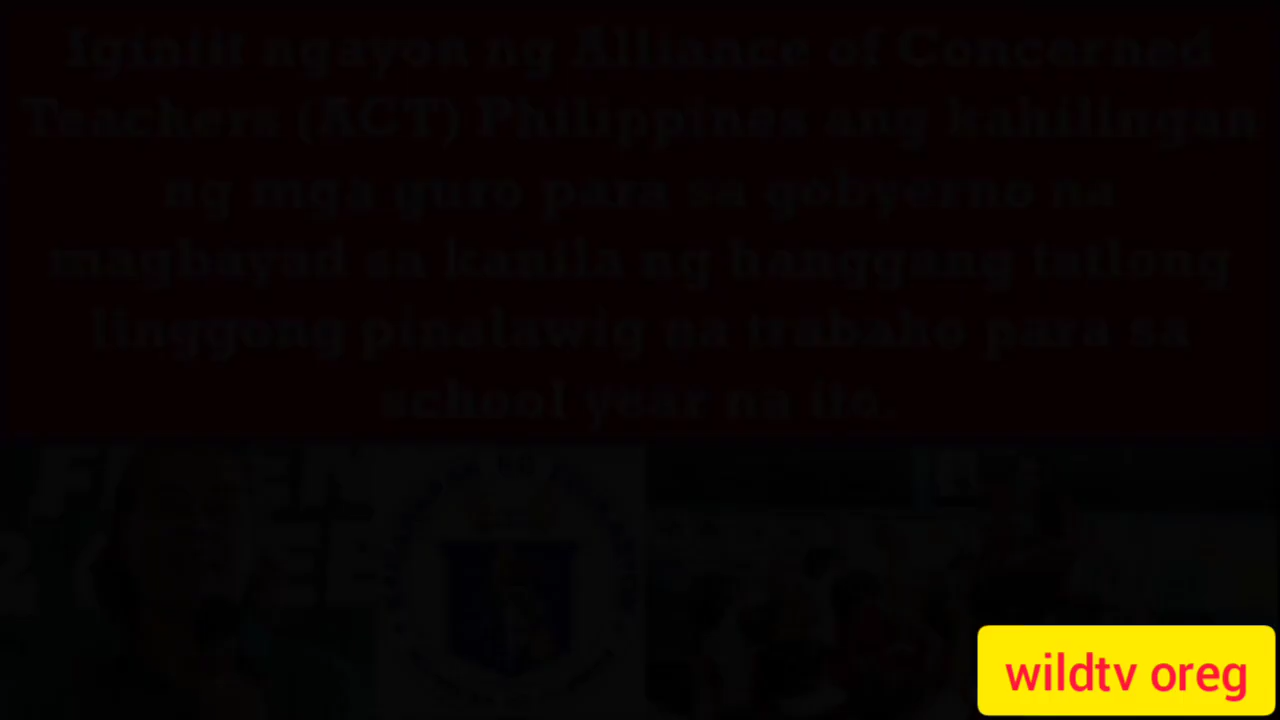 Iginiit ngayon ng Alliance of Concerned
Teachers (ACT) Philippines ang kahilingan
ng mga guro para sa gobyerno na
magbayad sa kanila ng hanggang tatlong
linggong pinalawig na trabaho para sa
school year na ito.
wildtv oreg